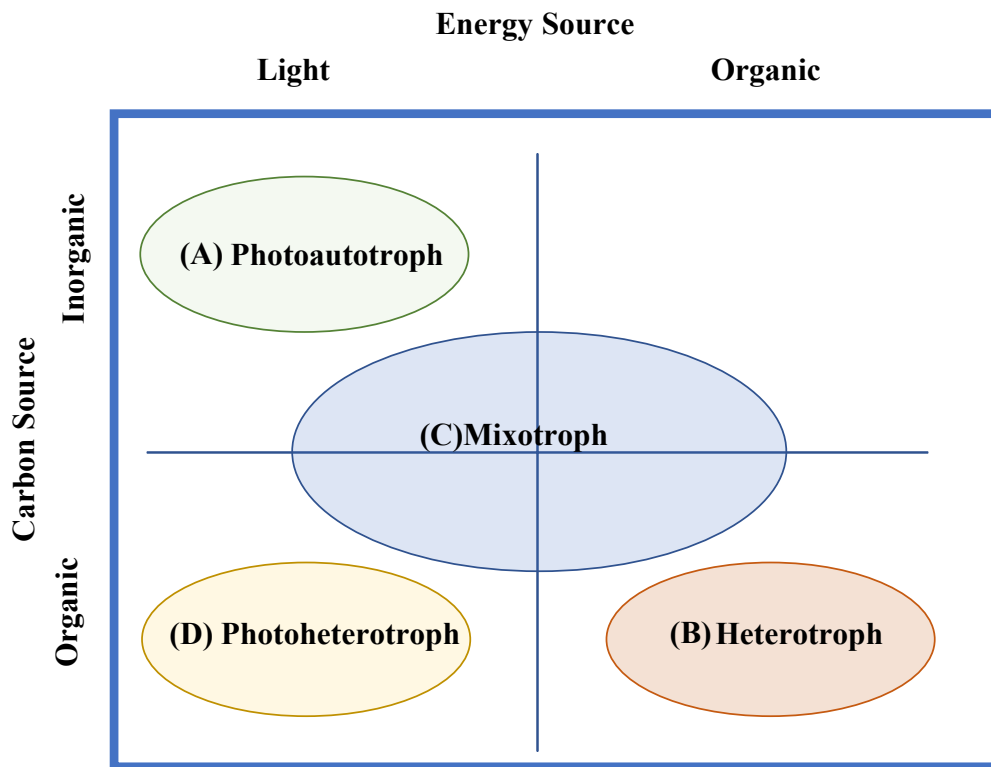 Energy Source
Light Organic
Inorganic
(A) Photoautotroph
Carbon Source
(C)Mixotroph
Organic
(D) Photoheterotroph
(B) Heterotroph